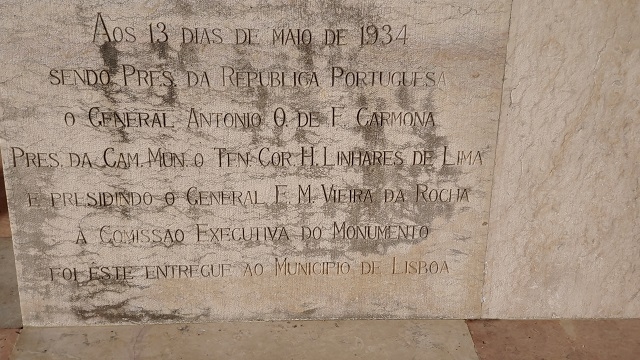 AOS 13 DIAS DE MAIO DE 1934
SENDO PRES. DA REPUBLICA PORTUGUESA
O GENERAL ANTONIO O. DE F. CARMONA
PRES. DA CAM. MUN. O TEN. COR. H. LINHARES DE LIMA
E PRESIDINDO O GENERAL F. M. VIEIRA DA ROCHA
À COMISSÃO EXECUTIVA DO MONUMENTO
FOI ESTE ENTREGUE AO MUNICIPIO DE LISBOA